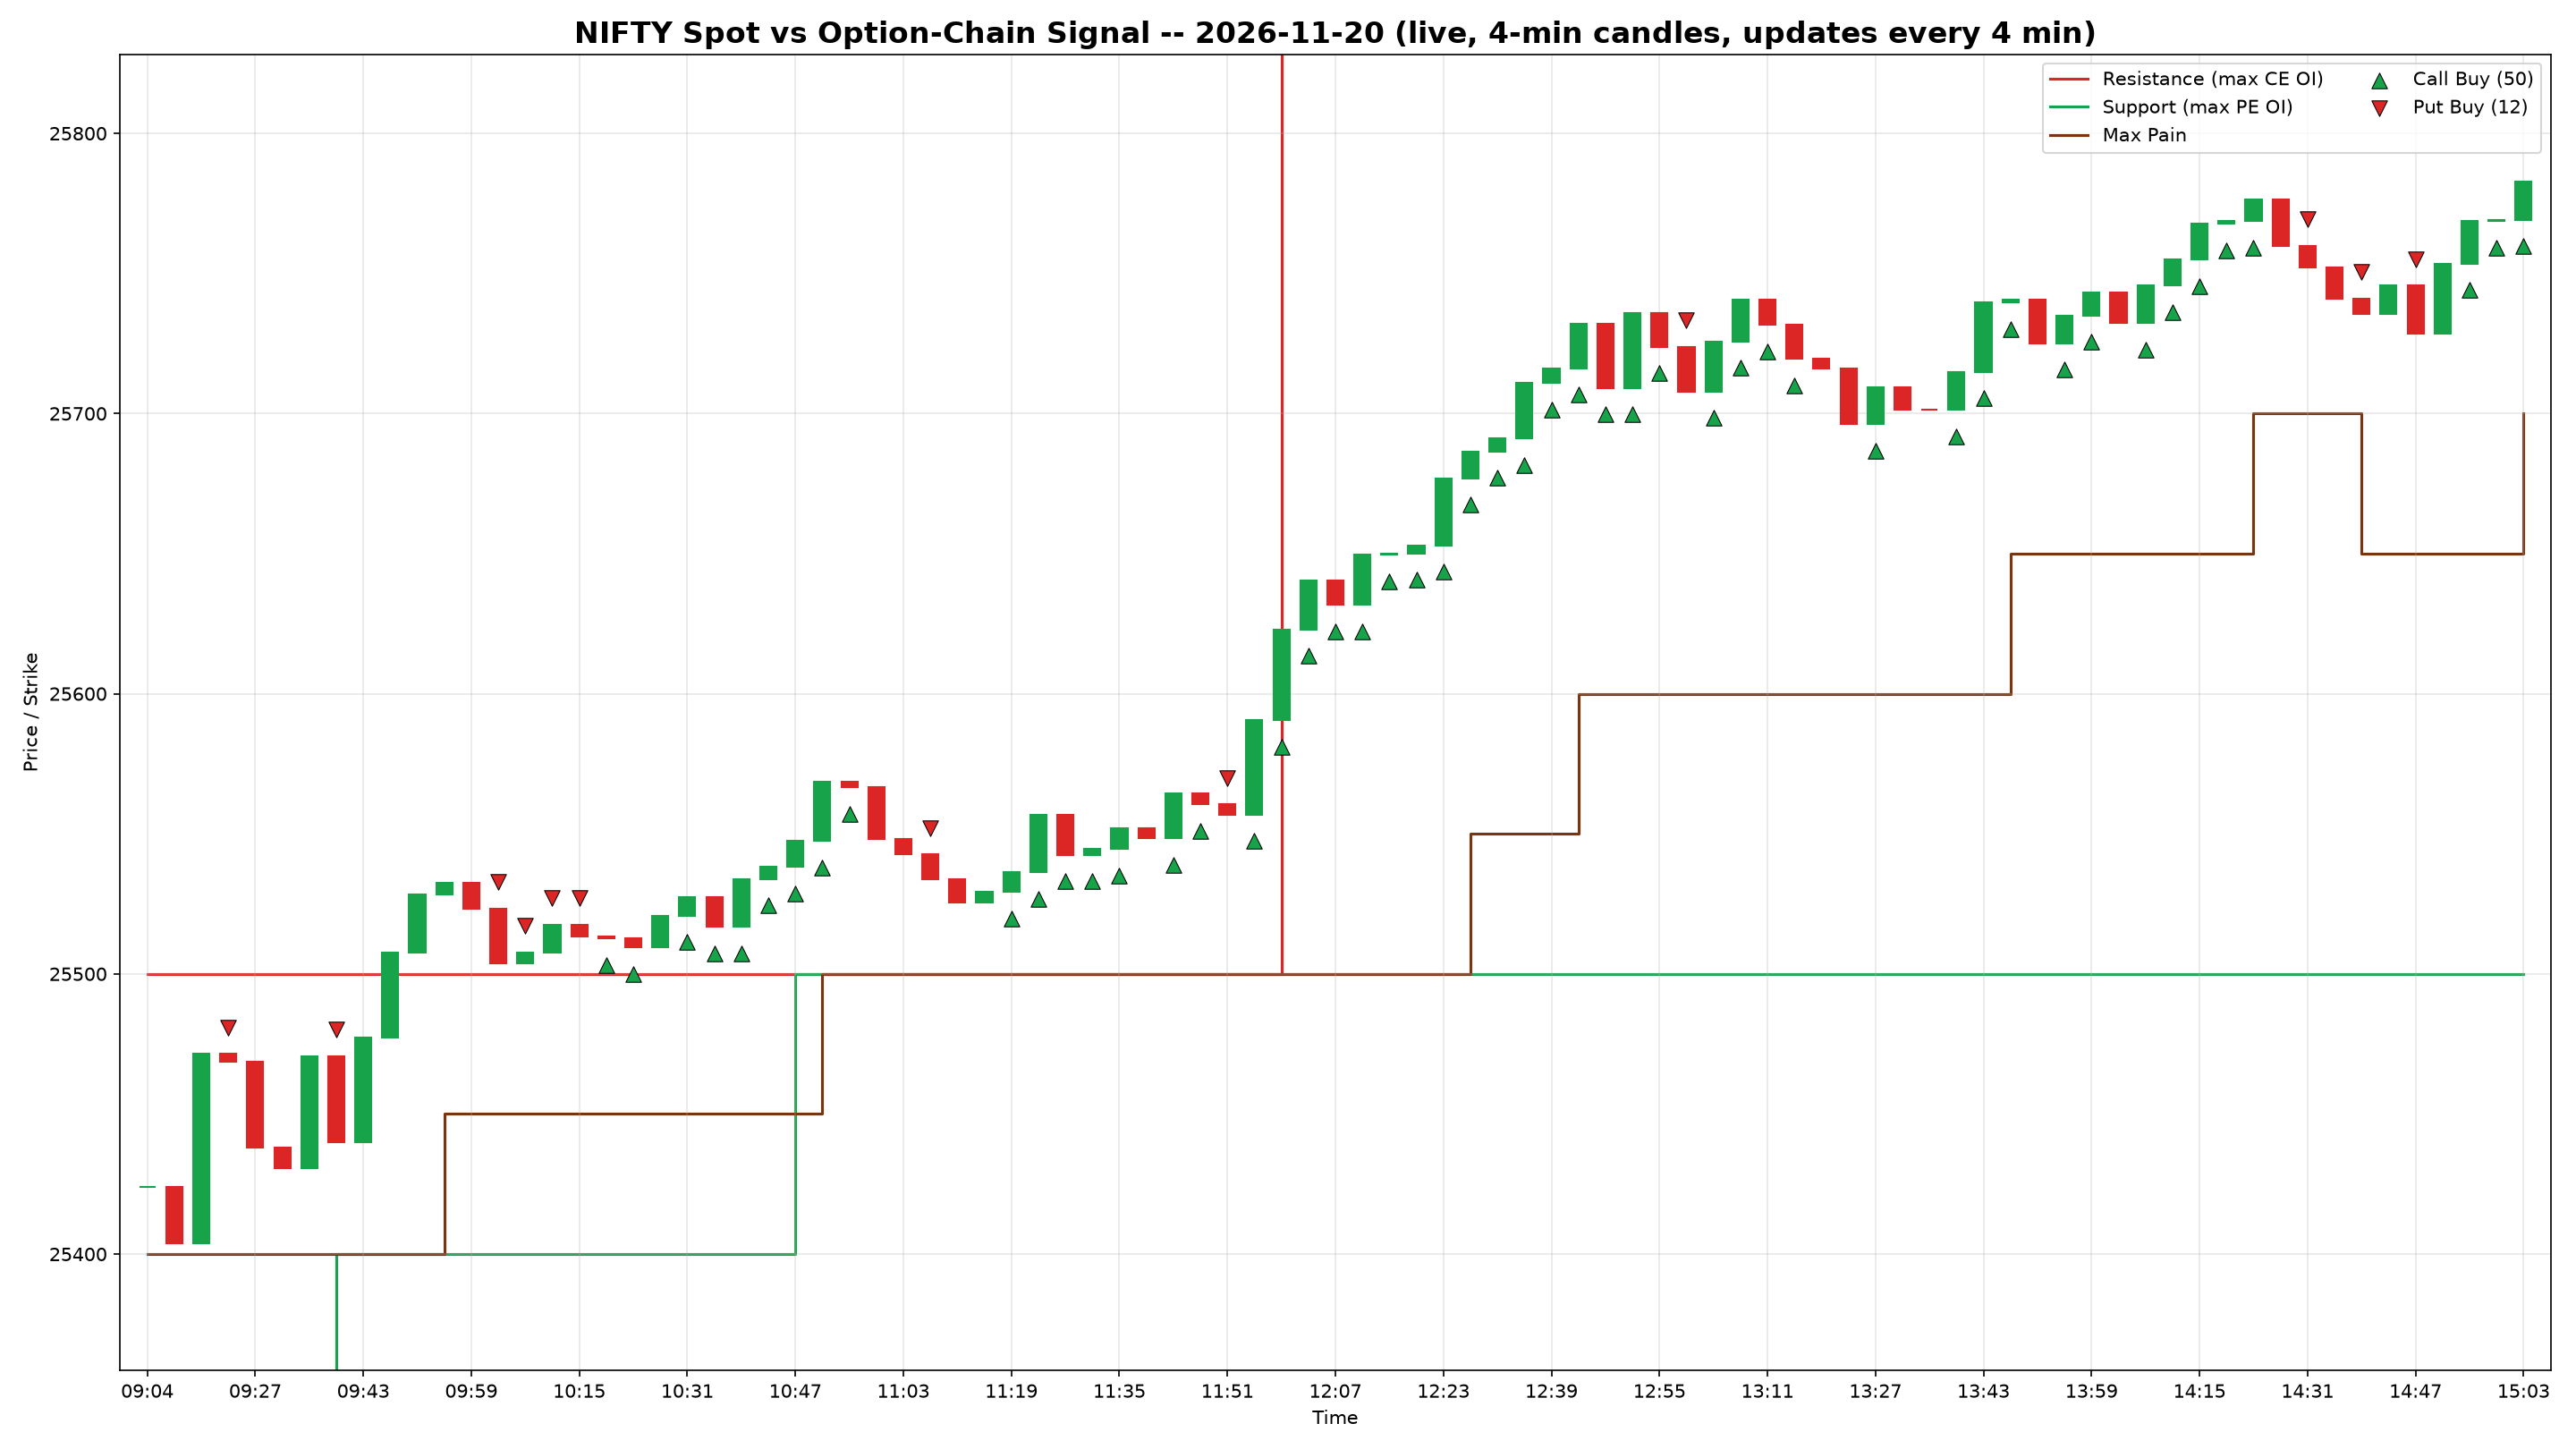 NIFTY Spot vs Option-Chain Signal -- 2026-11-20 (live, 4-min candles, updates every 4 min)
Resistance (max CE OI)
Support (max PE OI)
Max Pain
Call Buy (50)
Put Buy (12)
Price / Strike
25800
25700
25600
25500
25400
09:04 09:27 09:43 09:59 10:15 10:31 10:47 11:03 11:19 11:35 11:51 12:07 12:23 12:39 12:55 13:11 13:27 13:43 13:59 14:15 14:31 14:47 15:03
Time